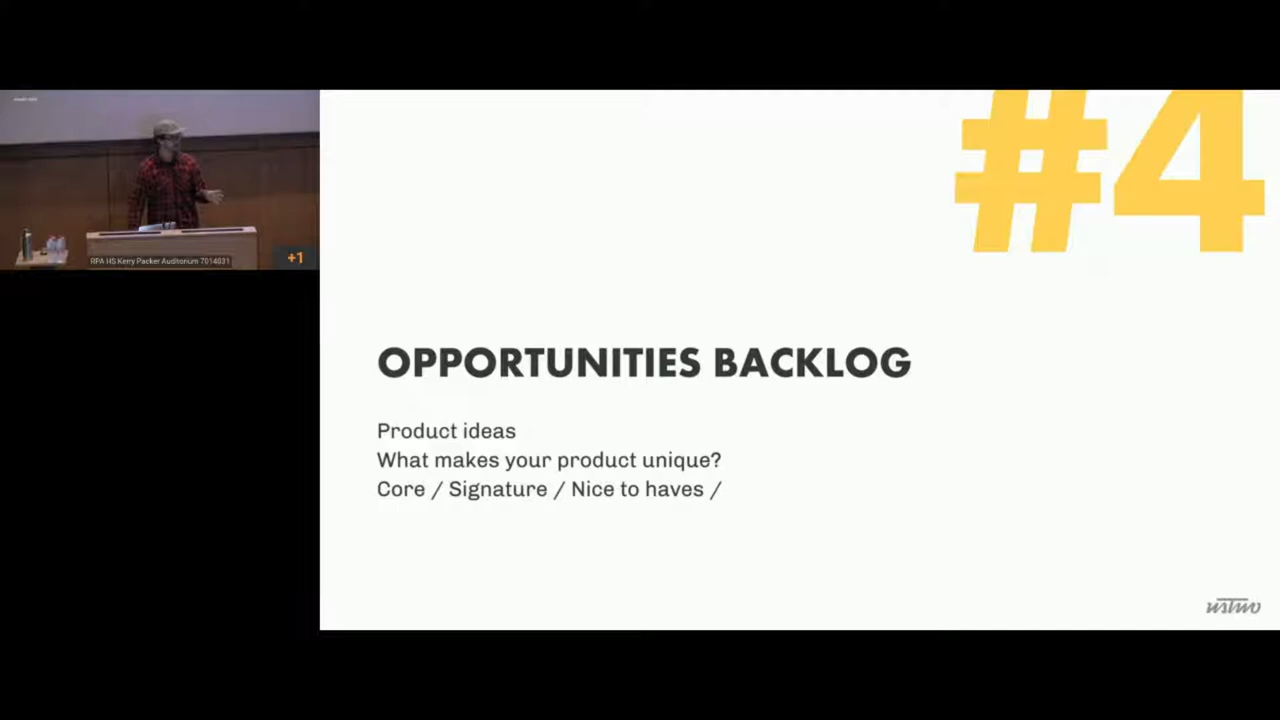 #4
RPA HS Kerry Packer Auditorium 7014031
+1
OPPORTUNITIES BACKLOG
Product ideas
What makes your product unique?
Core / Signature / Nice to haves /
ustwo